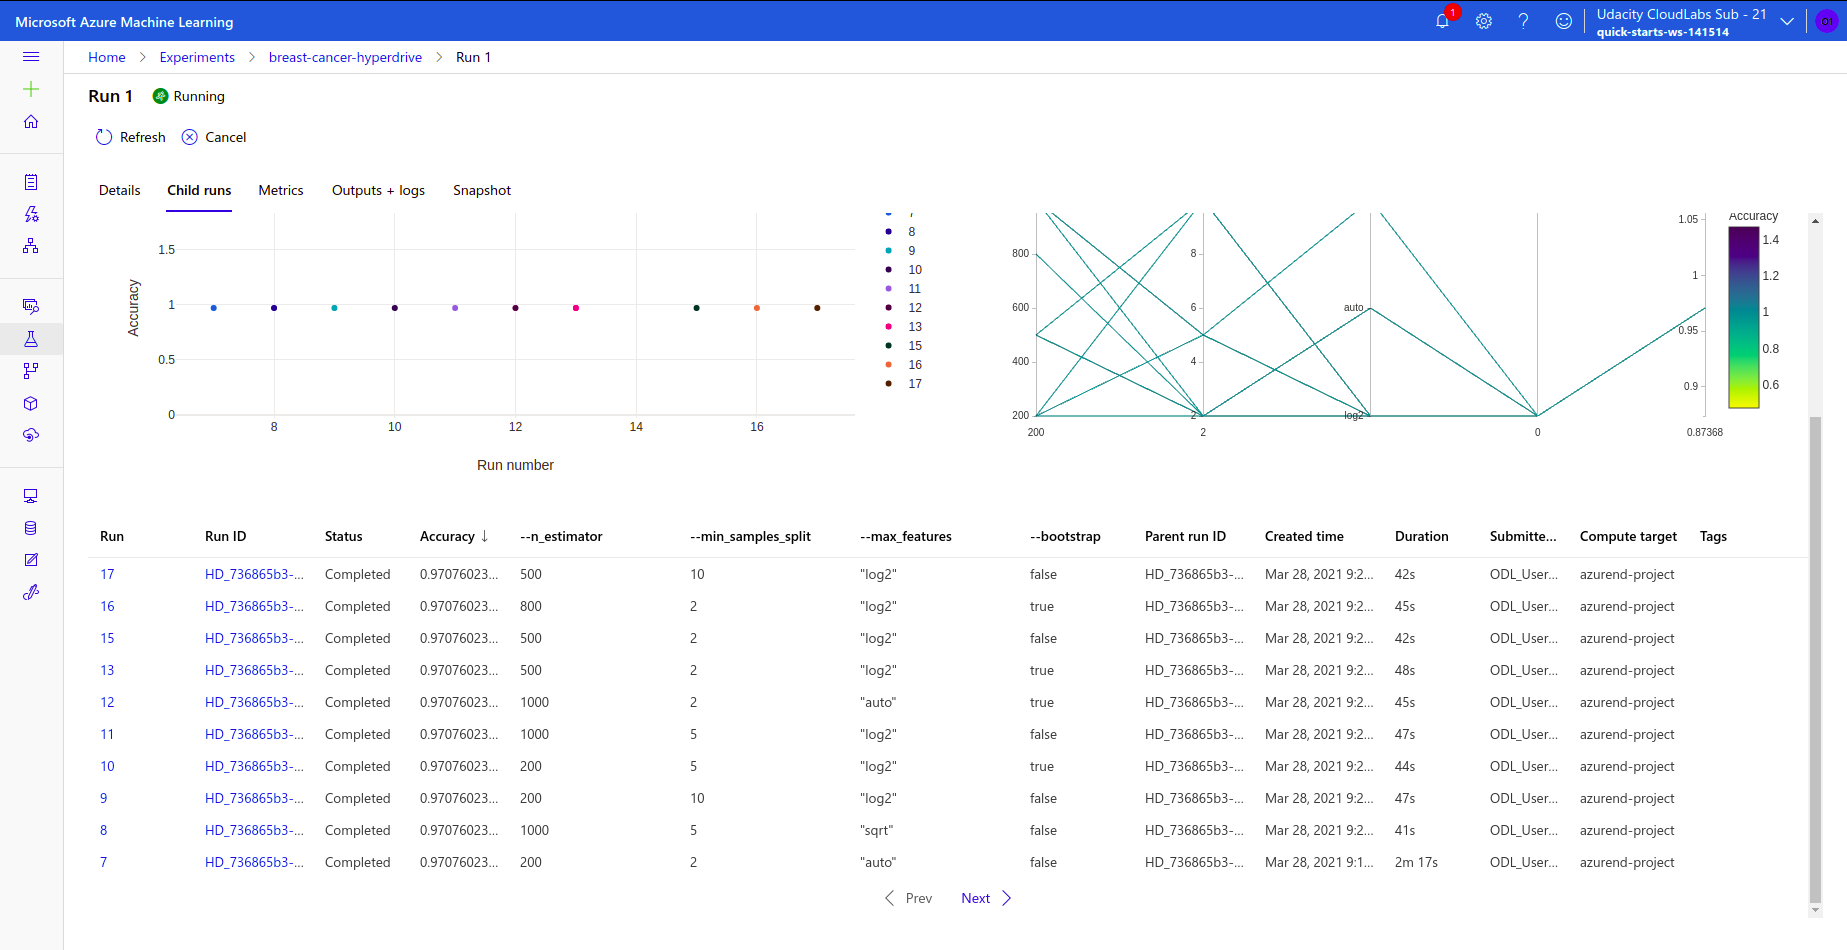 Microsoft Azure Machine Learning
1
Udacity CloudLabs Sub - 21
quick-starts-ws-141514
01
Home > Experiments > breast-cancer-hyperdrive > Run 1
Run 1 Running
Refresh Cancel
Details Child runs Metrics Outputs + logs Snapshot
Accuracy
1.5
1
0.5
0
8 10 12 14 16
Run number
8
9
10
11
12
13
15
16
17
800
600
400
200
200
8
6
4
2
2
auto
log2
0
1.05
1
0.95
0.9
0.87368
Accuracy
1.4
1.2
1
0.8
0.6
Run Run ID Status Accuracy ↓ --n_estimator --min_samples_split --max_features --bootstrap Parent run ID Created time Duration Submitte... Compute target Tags
17 HD_736865b3-... Completed 0.97076023... 500 10 "log2" false HD_736865b3-... Mar 28, 2021 9:2... 42s ODL_User... azurend-project
16 HD_736865b3-... Completed 0.97076023... 800 2 "log2" true HD_736865b3-... Mar 28, 2021 9:2... 45s ODL_User... azurend-project
15 HD_736865b3-... Completed 0.97076023... 500 2 "log2" false HD_736865b3-... Mar 28, 2021 9:2... 42s ODL_User... azurend-project
13 HD_736865b3-... Completed 0.97076023... 500 2 "log2" true HD_736865b3-... Mar 28, 2021 9:2... 48s ODL_User... azurend-project
12 HD_736865b3-... Completed 0.97076023... 1000 2 "auto" true HD_736865b3-... Mar 28, 2021 9:2... 45s ODL_User... azurend-project
11 HD_736865b3-... Completed 0.97076023... 1000 5 "log2" false HD_736865b3-... Mar 28, 2021 9:2... 47s ODL_User... azurend-project
10 HD_736865b3-... Completed 0.97076023... 200 5 "log2" true HD_736865b3-... Mar 28, 2021 9:2... 44s ODL_User... azurend-project
9 HD_736865b3-... Completed 0.97076023... 200 10 "log2" false HD_736865b3-... Mar 28, 2021 9:2... 47s ODL_User... azurend-project
8 HD_736865b3-... Completed 0.97076023... 1000 5 "sqrt" false HD_736865b3-... Mar 28, 2021 9:2... 41s ODL_User... azurend-project
7 HD_736865b3-... Completed 0.97076023... 200 2 "auto" false HD_736865b3-... Mar 28, 2021 9:1... 2m 17s ODL_User... azurend-project
Prev Next